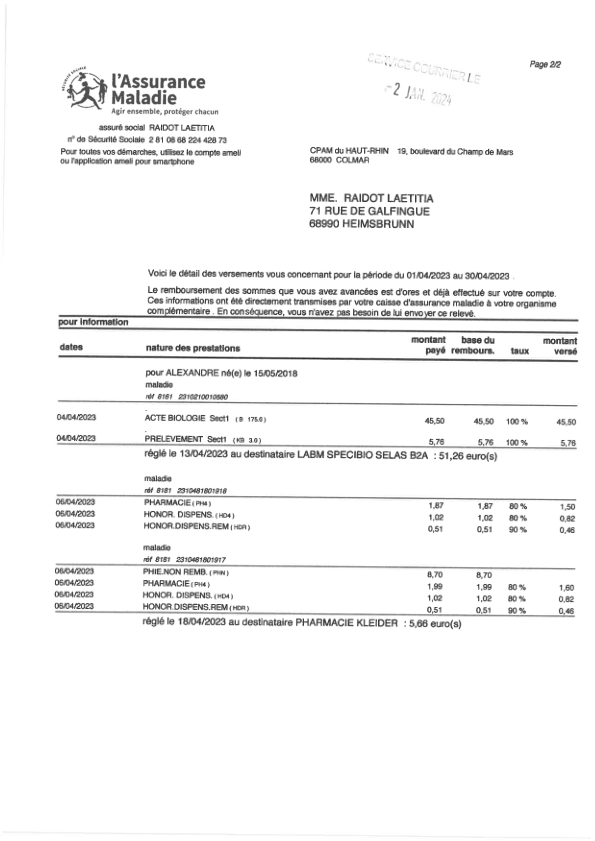 SERVICE COURRIER LE
Page 2/2
- 2 JAN. 2024
SÉCURITÉ SOCIALE
l'Assurance
Maladie
Agir ensemble, protéger chacun
assuré social RAIDOT LAETITIA
n° de Sécurité Sociale 2 81 08 68 224 428 73
Pour toutes vos démarches, utilisez le compte ameli
ou l'application ameli pour smartphone
CPAM du HAUT-RHIN 19, boulevard du Champ de Mars
68000 COLMAR
MME. RAIDOT LAETITIA
71 RUE DE GALFINGUE
68990 HEIMSBRUNN
Voici le détail des versements vous concernant pour la période du 01/04/2023 au 30/04/2023 .
Le remboursement des sommes que vous avez avancées est d'ores et déjà effectué sur votre compte.
Ces informations ont été directement transmises par votre caisse d'assurance maladie à votre organisme
complémentaire . En conséquence, vous n'avez pas besoin de lui envoyer ce relevé.
pour information
dates nature des prestations montant payé base du rembours. taux montant versé
pour ALEXANDRE né(e) le 15/05/2018
maladie
réf 8161 2310210010580
.
04/04/2023 ACTE BIOLOGIE Sect1 ( B 175.0 ) 45,50 45,50 100 % 45,50
.
04/04/2023 PRELEVEMENT Sect1 ( KB 3.0 ) 5,76 5,76 100 % 5,76
réglé le 13/04/2023 au destinataire LABM SPECIBIO SELAS B2A : 51,26 euro(s)
maladie
réf 8161 2310481801918
06/04/2023 PHARMACIE ( PH4 ) 1,87 1,87 80 % 1,50
06/04/2023 HONOR. DISPENS. ( HD4 ) 1,02 1,02 80 % 0,82
06/04/2023 HONOR.DISPENS.REM ( HDR ) 0,51 0,51 90 % 0,46
maladie
réf 8161 2310481801917
06/04/2023 PHIE.NON REMB. ( PHN ) 8,70 8,70
06/04/2023 PHARMACIE ( PH4 ) 1,99 1,99 80 % 1,60
06/04/2023 HONOR. DISPENS. ( HD4 ) 1,02 1,02 80 % 0,82
06/04/2023 HONOR.DISPENS.REM ( HDR ) 0,51 0,51 90 % 0,46
réglé le 18/04/2023 au destinataire PHARMACIE KLEIDER : 5,66 euro(s)